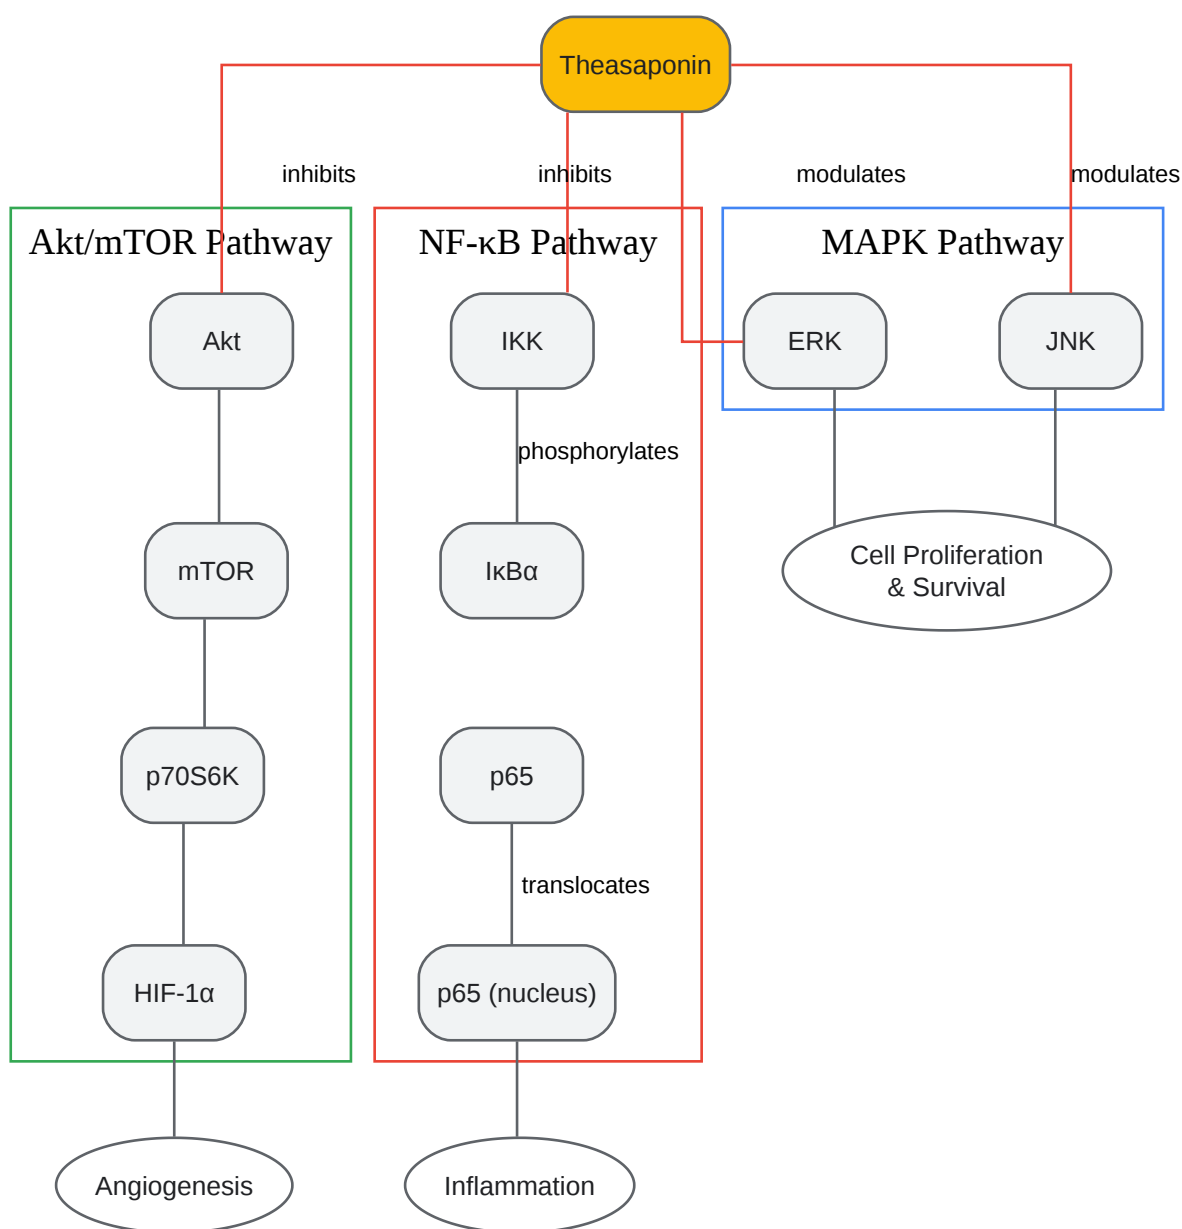 Theasaponin
inhibits
inhibits
modulates
modulates
Akt/mTOR Pathway
NF-κB Pathway
MAPK Pathway
Akt
IKK
ERK
JNK
phosphorylates
mTOR
IκBα
Cell Proliferation
& Survival
p70S6K
p65
translocates
HIF-1α
p65 (nucleus)
Angiogenesis
Inflammation